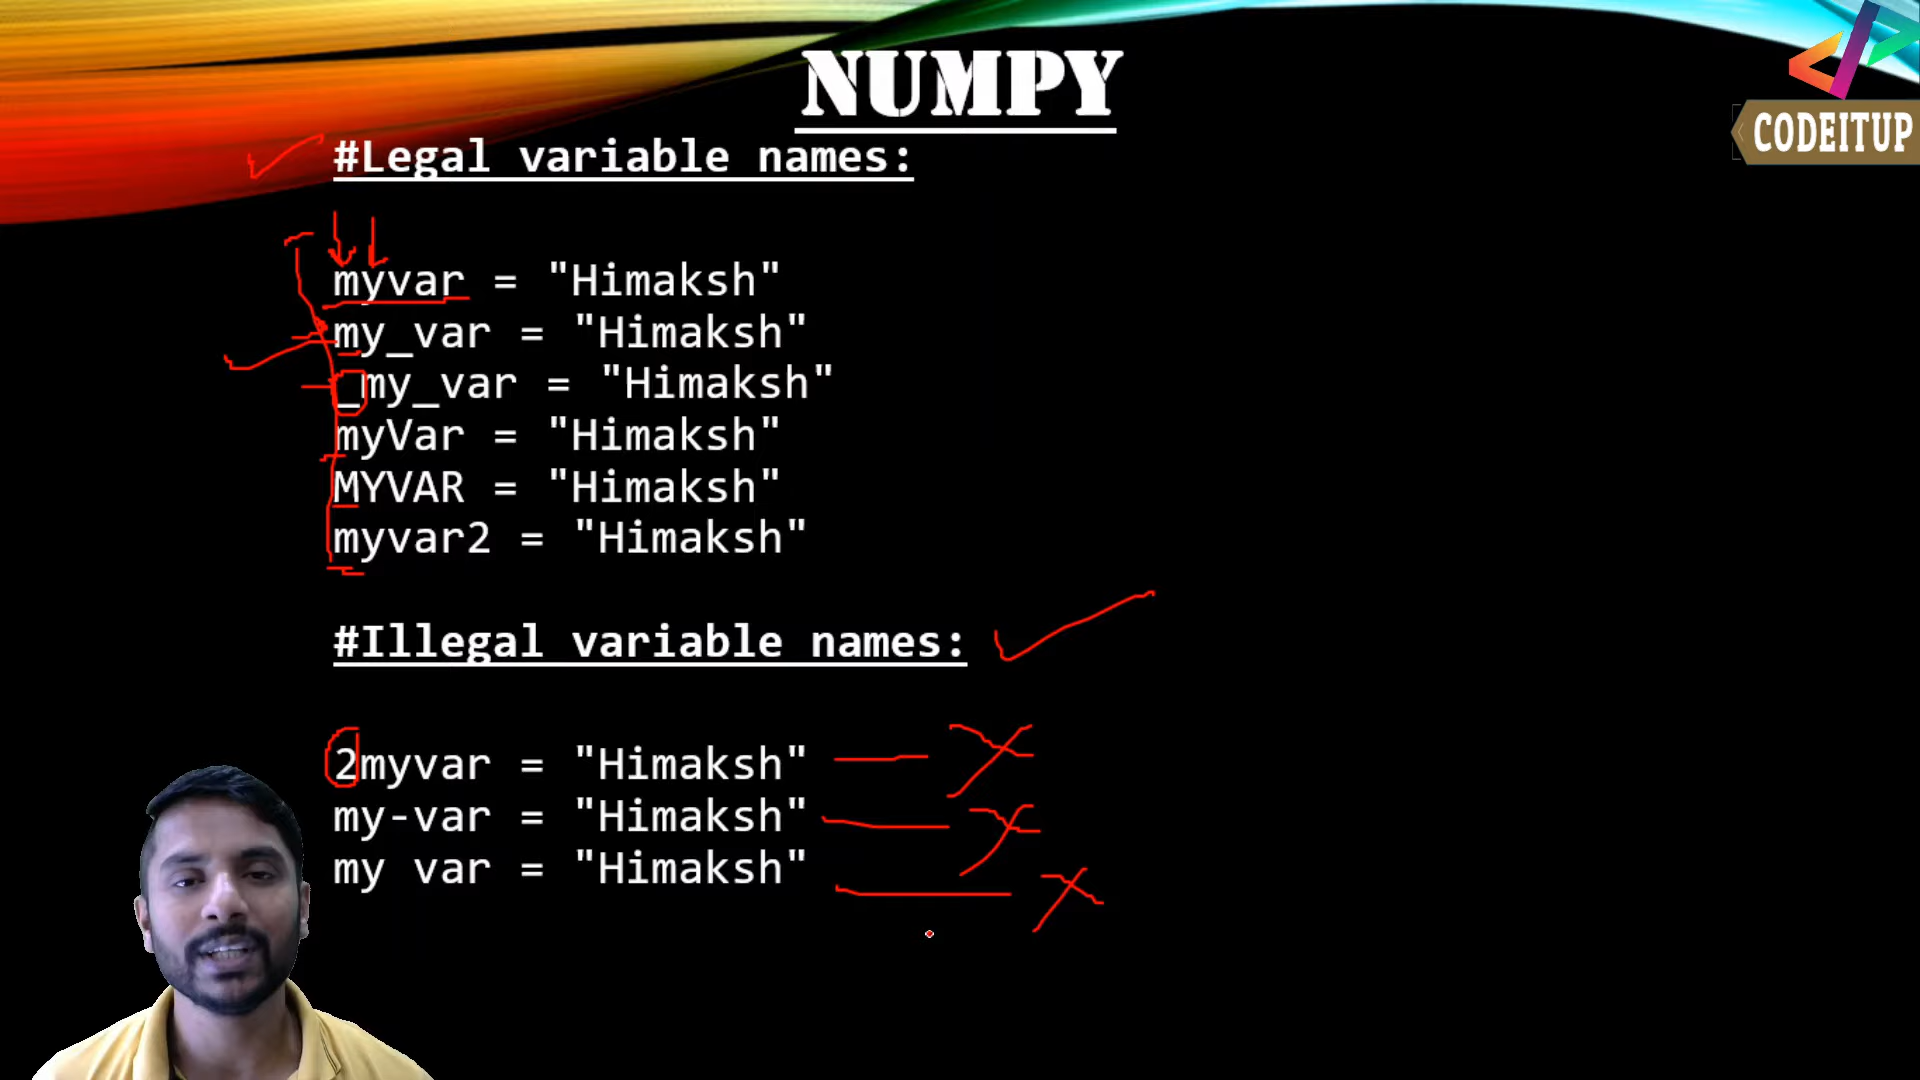 NUMPY
CODEITUP
#Legal variable names:
myvar = "Himaksh"
my_var = "Himaksh"
_my_var = "Himaksh"
myVar = "Himaksh"
MYVAR = "Himaksh"
myvar2 = "Himaksh"
#Illegal variable names:
2myvar = "Himaksh"
my-var = "Himaksh"
my var = "Himaksh"